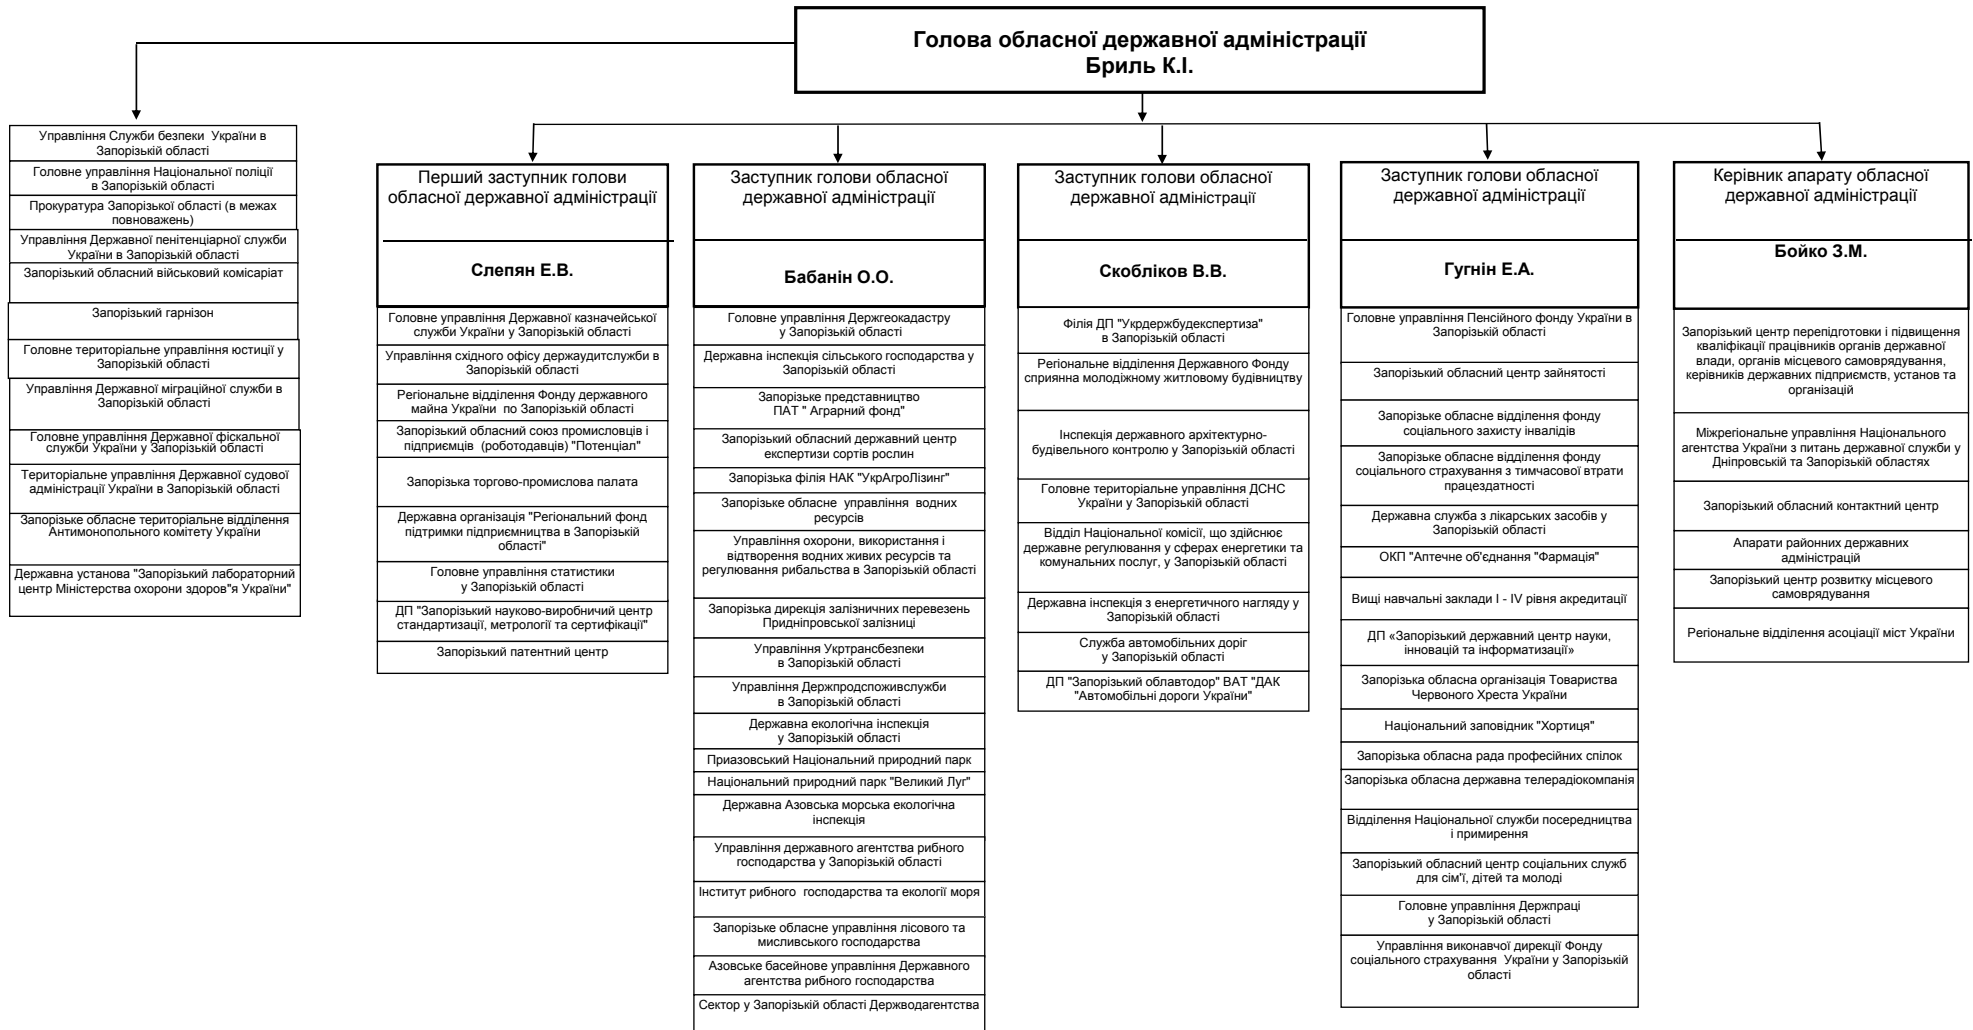 Голова обласної державної адміністрації
Бриль К.І.
Управління Служби безпеки України в
Запорізькій області
Головне управління Національної поліції
в Запорізькій області
Прокуратура Запорізької області (в межах
повноважень)
Управління Державної пенітенціарної служби
України в Запорізькій області
Запорізький обласний військовий комісаріат
Запорізький гарнізон
Головне територіальне управління юстиції у
Запорізькій області
Управління Державної міграційної служби в
Запорізькій області
Головне управління Державної фіскальної
служби України у Запорізькій області
Територіальне управління Державної судової
адміністрації України в Запорізькій області
Запорізьке обласне територіальне відділення
Антимонопольного комітету України
Державна установа "Запорізький лабораторний
центр Міністерства охорони здоров"я України"
Перший заступник голови
обласної державної адміністрації
Слепян Е.В.
Головне управління Державної казначейської
служби України у Запорізькій області
Управління східного офісу держаудитслужби в
Запорізькій області
Регіональне відділення Фонду державного
майна України по Запорізькій області
Запорізький обласний союз промисловців і
підприємців (роботодавців) "Потенціал"
Запорізька торгово-промислова палата
Державна організація "Регіональний фонд
підтримки підприємництва в Запорізькій
області"
Головне управління статистики
у Запорізькій області
ДП "Запорізький науково-виробничий центр
стандартизації, метрології та сертифікації"
Запорізький патентний центр
Заступник голови обласної
державної адміністрації
Бабанін О.О.
Головне управління Держгеокадастру
у Запорізькій області
Державна інспекція сільського господарства у
Запорізькій області
Запорізьке представництво
ПАТ " Аграрний фонд"
Запорізький обласний державний центр
експертизи сортів рослин
Запорізька філія НАК "УкрАгроЛізинг"
Запорізьке обласне управління водних
ресурсів
Управління охорони, використання і
відтворення водних живих ресурсів та
регулювання рибальства в Запорізькій області
Запорізька дирекція залізничних перевезень
Придніпровської залізниці
Управління Укртрансбезпеки
в Запорізькій області
Управління Держпродспоживслужби
в Запорізькій області
Державна екологічна інспекція
у Запорізькій області
Приазовський Національний природний парк
Національний природний парк "Великий Луг"
Державна Азовська морська екологічна
інспекція
Управління державного агентства рибного
господарства у Запорізькій області
Інститут рибного господарства та екології моря
Запорізьке обласне управління лісового та
мисливського господарства
Азовське басейнове управління Державного
агентства рибного господарства
Сектор у Запорізькій області Держводагентства
Заступник голови обласної
державної адміністрації
Скобліков В.В.
Філія ДП "Укрдержбудекспертиза"
в Запорізькій області
Регіональне відділення Державного Фонду
сприянна молодіжному житловому будівництву
Інспекція державного архітектурно-
будівельного контролю у Запорізькій області
Головне територіальне управління ДСНС
України у Запорізькій області
Відділ Національної комісії, що здійснює
державне регулювання у сферах енергетики та
комунальних послуг, у Запорізькій області
Державна інспекція з енергетичного нагляду у
Запорізькій області
Служба автомобільних доріг
у Запорізькій області
ДП "Запорізький облавтодор" ВАТ "ДАК
"Автомобільні дороги України"
Заступник голови обласної
державної адміністрації
Гугнін Е.А.
Головне управління Пенсійного фонду України в
Запорізькій області
Запорізький обласний центр зайнятості
Запорізьке обласне відділення фонду
соціального захисту інвалідів
Запорізьке обласне відділення фонду
соціального страхування з тимчасової втрати
працездатності
Державна служба з лікарських засобів у
Запорізькій області
ОКП "Аптечне об'єднання "Фармація"
Вищі навчальні заклади І - ІV рівня акредитації
ДП «Запорізький державний центр науки,
інновацій та інформатизації»
Запорізька обласна організація Товариства
Червоного Хреста України
Національний заповідник "Хортиця"
Запорізька обласна рада професійних спілок
Запорізька обласна державна телерадіокомпанія
Відділення Національної служби посередництва
і примирення
Запорізький обласний центр соціальних служб
для сім'ї, дітей та молоді
Головне управління Держпраці
у Запорізькій області
Управління виконавчої дирекції Фонду
соціального страхування України у Запорізькій
області
Керівник апарату обласної
державної адміністрації
Бойко З.М.
Запорізький центр перепідготовки і підвищення
кваліфікації працівників органів державної
влади, органів місцевого самоврядування,
керівників державних підприємств, установ та
організацій
Міжрегіональне управління Національного
агентства України з питань державної служби у
Дніпровській та Запорізькій областях
Запорізький обласний контактний центр
Апарати районних державних
адміністрацій
Запорізький центр розвитку місцевого
самоврядування
Регіональне відділення асоціації міст України